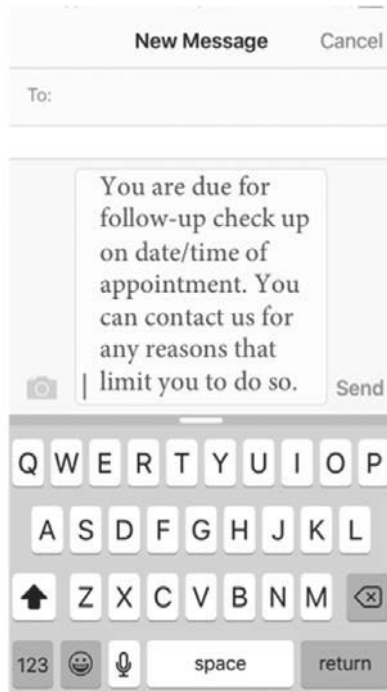 New Message Cancel
To:
You are due for
follow-up check up
on date/time of
appointment. You
can contact us for
any reasons that
limit you to do so.
Send
Q W E R T Y U I O P
A S D F G H J K L
Z X C V B N M
123 space return